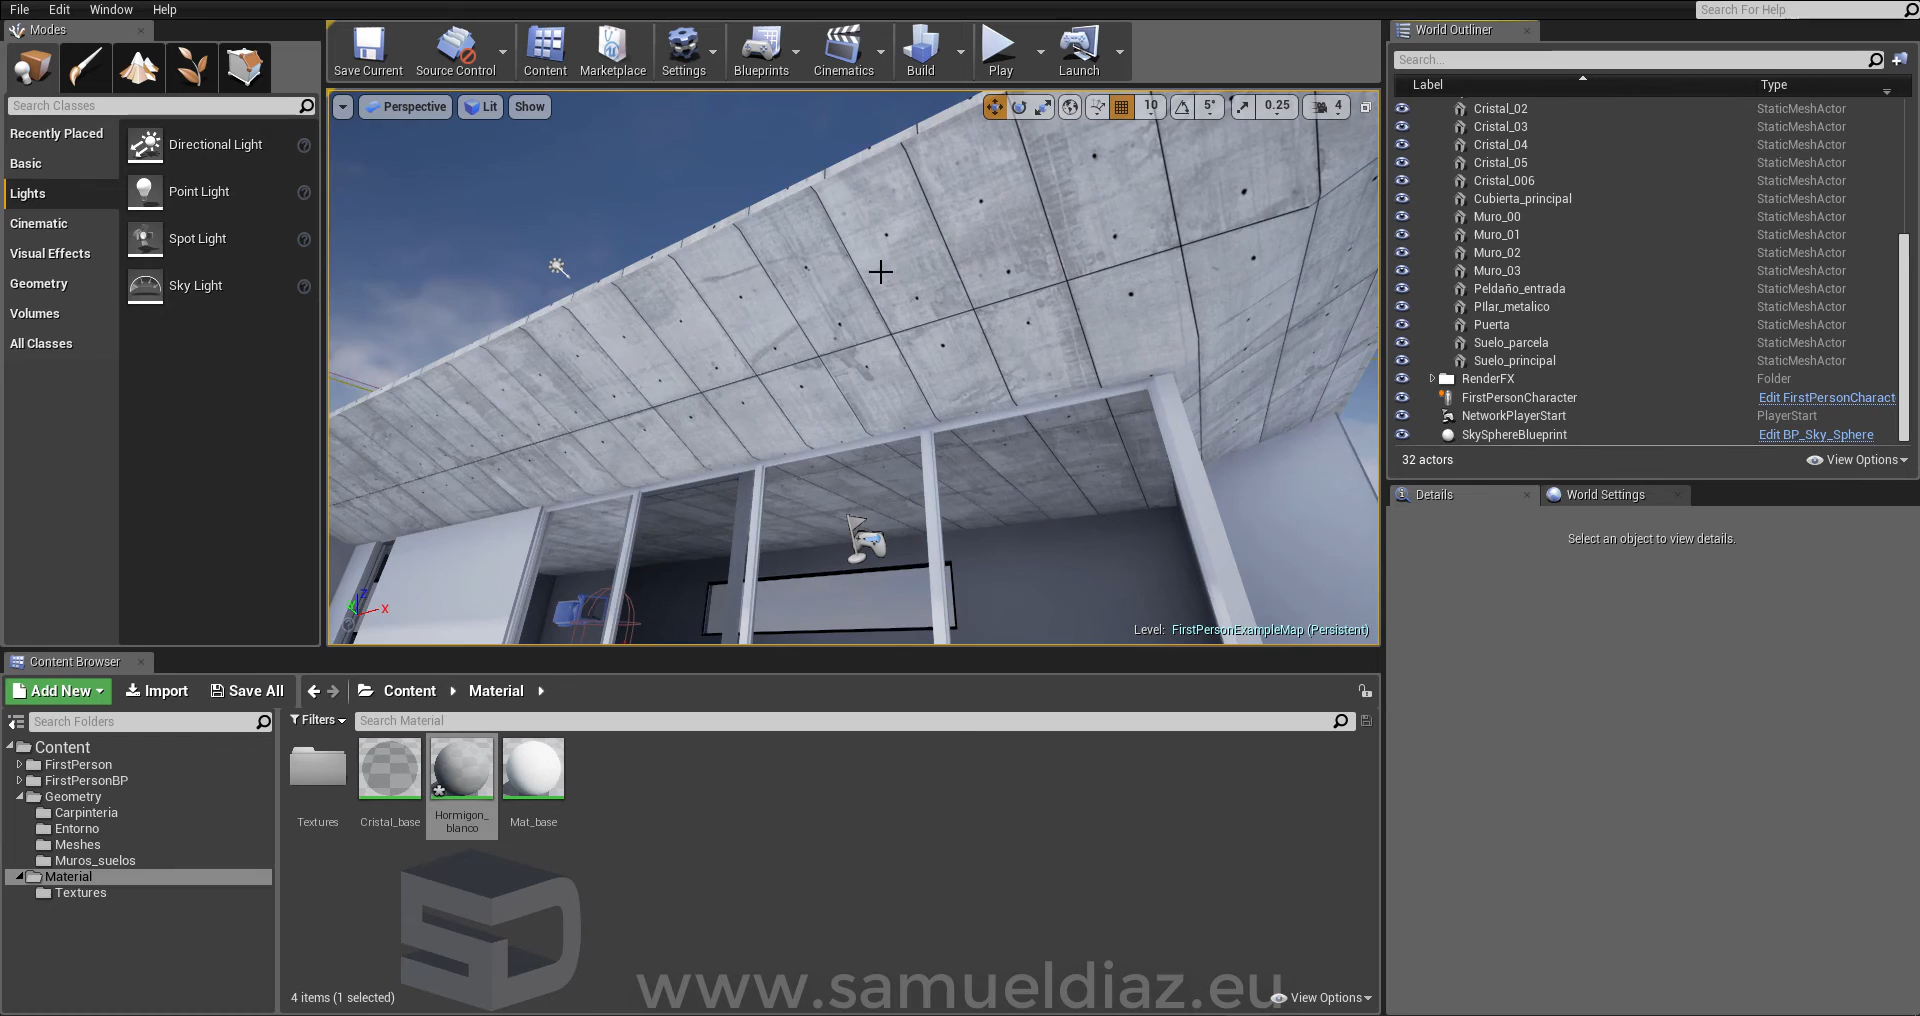 File Edit Window Help
Search For Help
Modes
Search Classes
Recently Placed
Basic
Lights
Cinematic
Visual Effects
Geometry
Volumes
All Classes
Directional Light
Point Light
Spot Light
Sky Light
Save Current Source Control Content Marketplace Settings Blueprints Cinematics Build Play Launch
Perspective Lit Show
10 5° 0.25 4
Z
X
Level: FirstPersonExampleMap (Persistent)
World Outliner
Search...
Label Type
Cristal_02 StaticMeshActor
Cristal_03 StaticMeshActor
Cristal_04 StaticMeshActor
Cristal_05 StaticMeshActor
Cristal_006 StaticMeshActor
Cubierta_principal StaticMeshActor
Muro_00 StaticMeshActor
Muro_01 StaticMeshActor
Muro_02 StaticMeshActor
Muro_03 StaticMeshActor
Peldaño_entrada StaticMeshActor
PIlar_metalico StaticMeshActor
Puerta StaticMeshActor
Suelo_parcela StaticMeshActor
Suelo_principal StaticMeshActor
RenderFX Folder
FirstPersonCharacter Edit FirstPersonCharact
NetworkPlayerStart PlayerStart
SkySphereBlueprint Edit BP_Sky_Sphere
32 actors View Options
Details World Settings
Select an object to view details.
Content Browser
Add New Import Save All Content Material
Search Folders
Filters Search Material
Content
FirstPerson
FirstPersonBP
Geometry
Carpinteria
Entorno
Meshes
Muros_suelos
Material
Textures
Textures
Cristal_base
Hormigon_
blanco
Mat_base
SD
www.samueldiaz.eu
4 items (1 selected) View Options